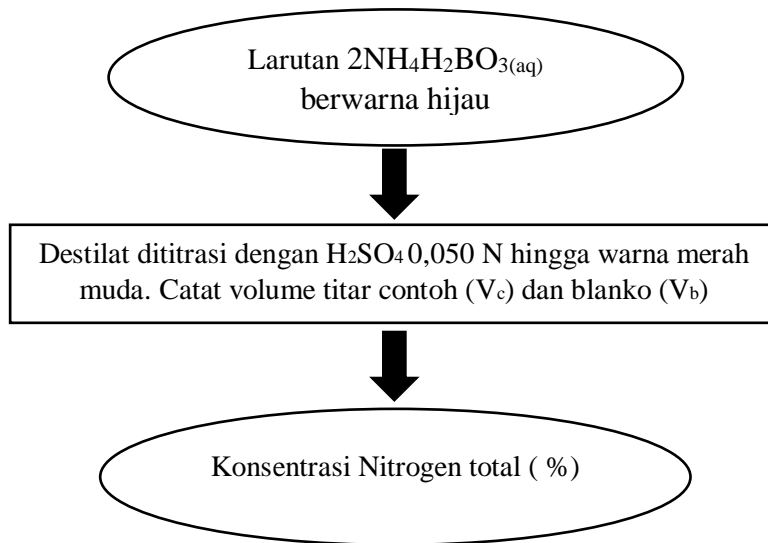 Larutan 2NH₄H₂BO₃₍ₐq₎
berwarna hijau
Destilat dititrasi dengan H₂SO₄ 0,050 N hingga warna merah
muda. Catat volume titar contoh (Vc) dan blanko (Vb)
Konsentrasi Nitrogen total ( %)